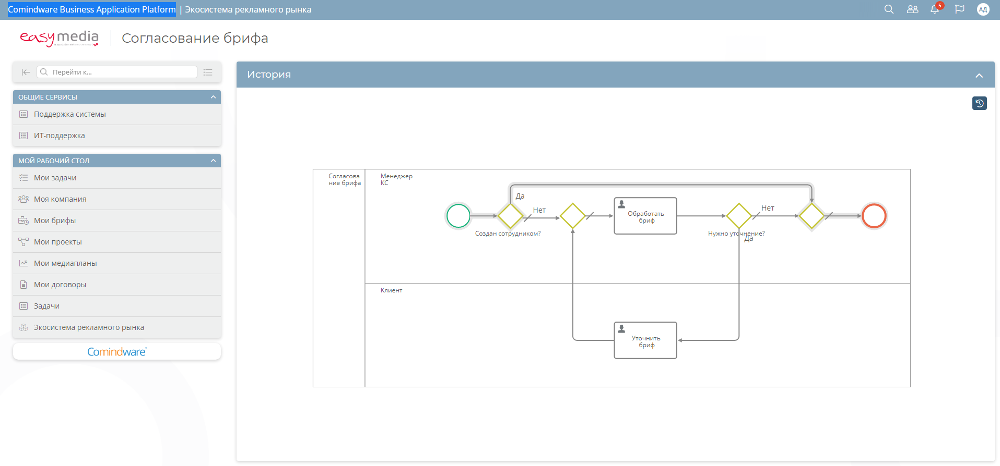 Comindware Business Application Platform | Экосистема рекламного рынка
5
АД
easymedia
Согласование брифа
Перейти к...
ОБЩИЕ СЕРВИСЫ
Поддержка системы
ИТ-поддержка
МОЙ РАБОЧИЙ СТОЛ
Мои задачи
Моя компания
Мои брифы
Мои проекты
Мои медиапланы
Мои договоры
Задачи
Экосистема рекламного рынка
Comindware
История
Согласова
ние брифа
Менеджер
КС
Да
Нет
Создан сотрудником?
Обработать
бриф
Нет
Нужно уточнение?
Да
Клиент
Уточнить
бриф